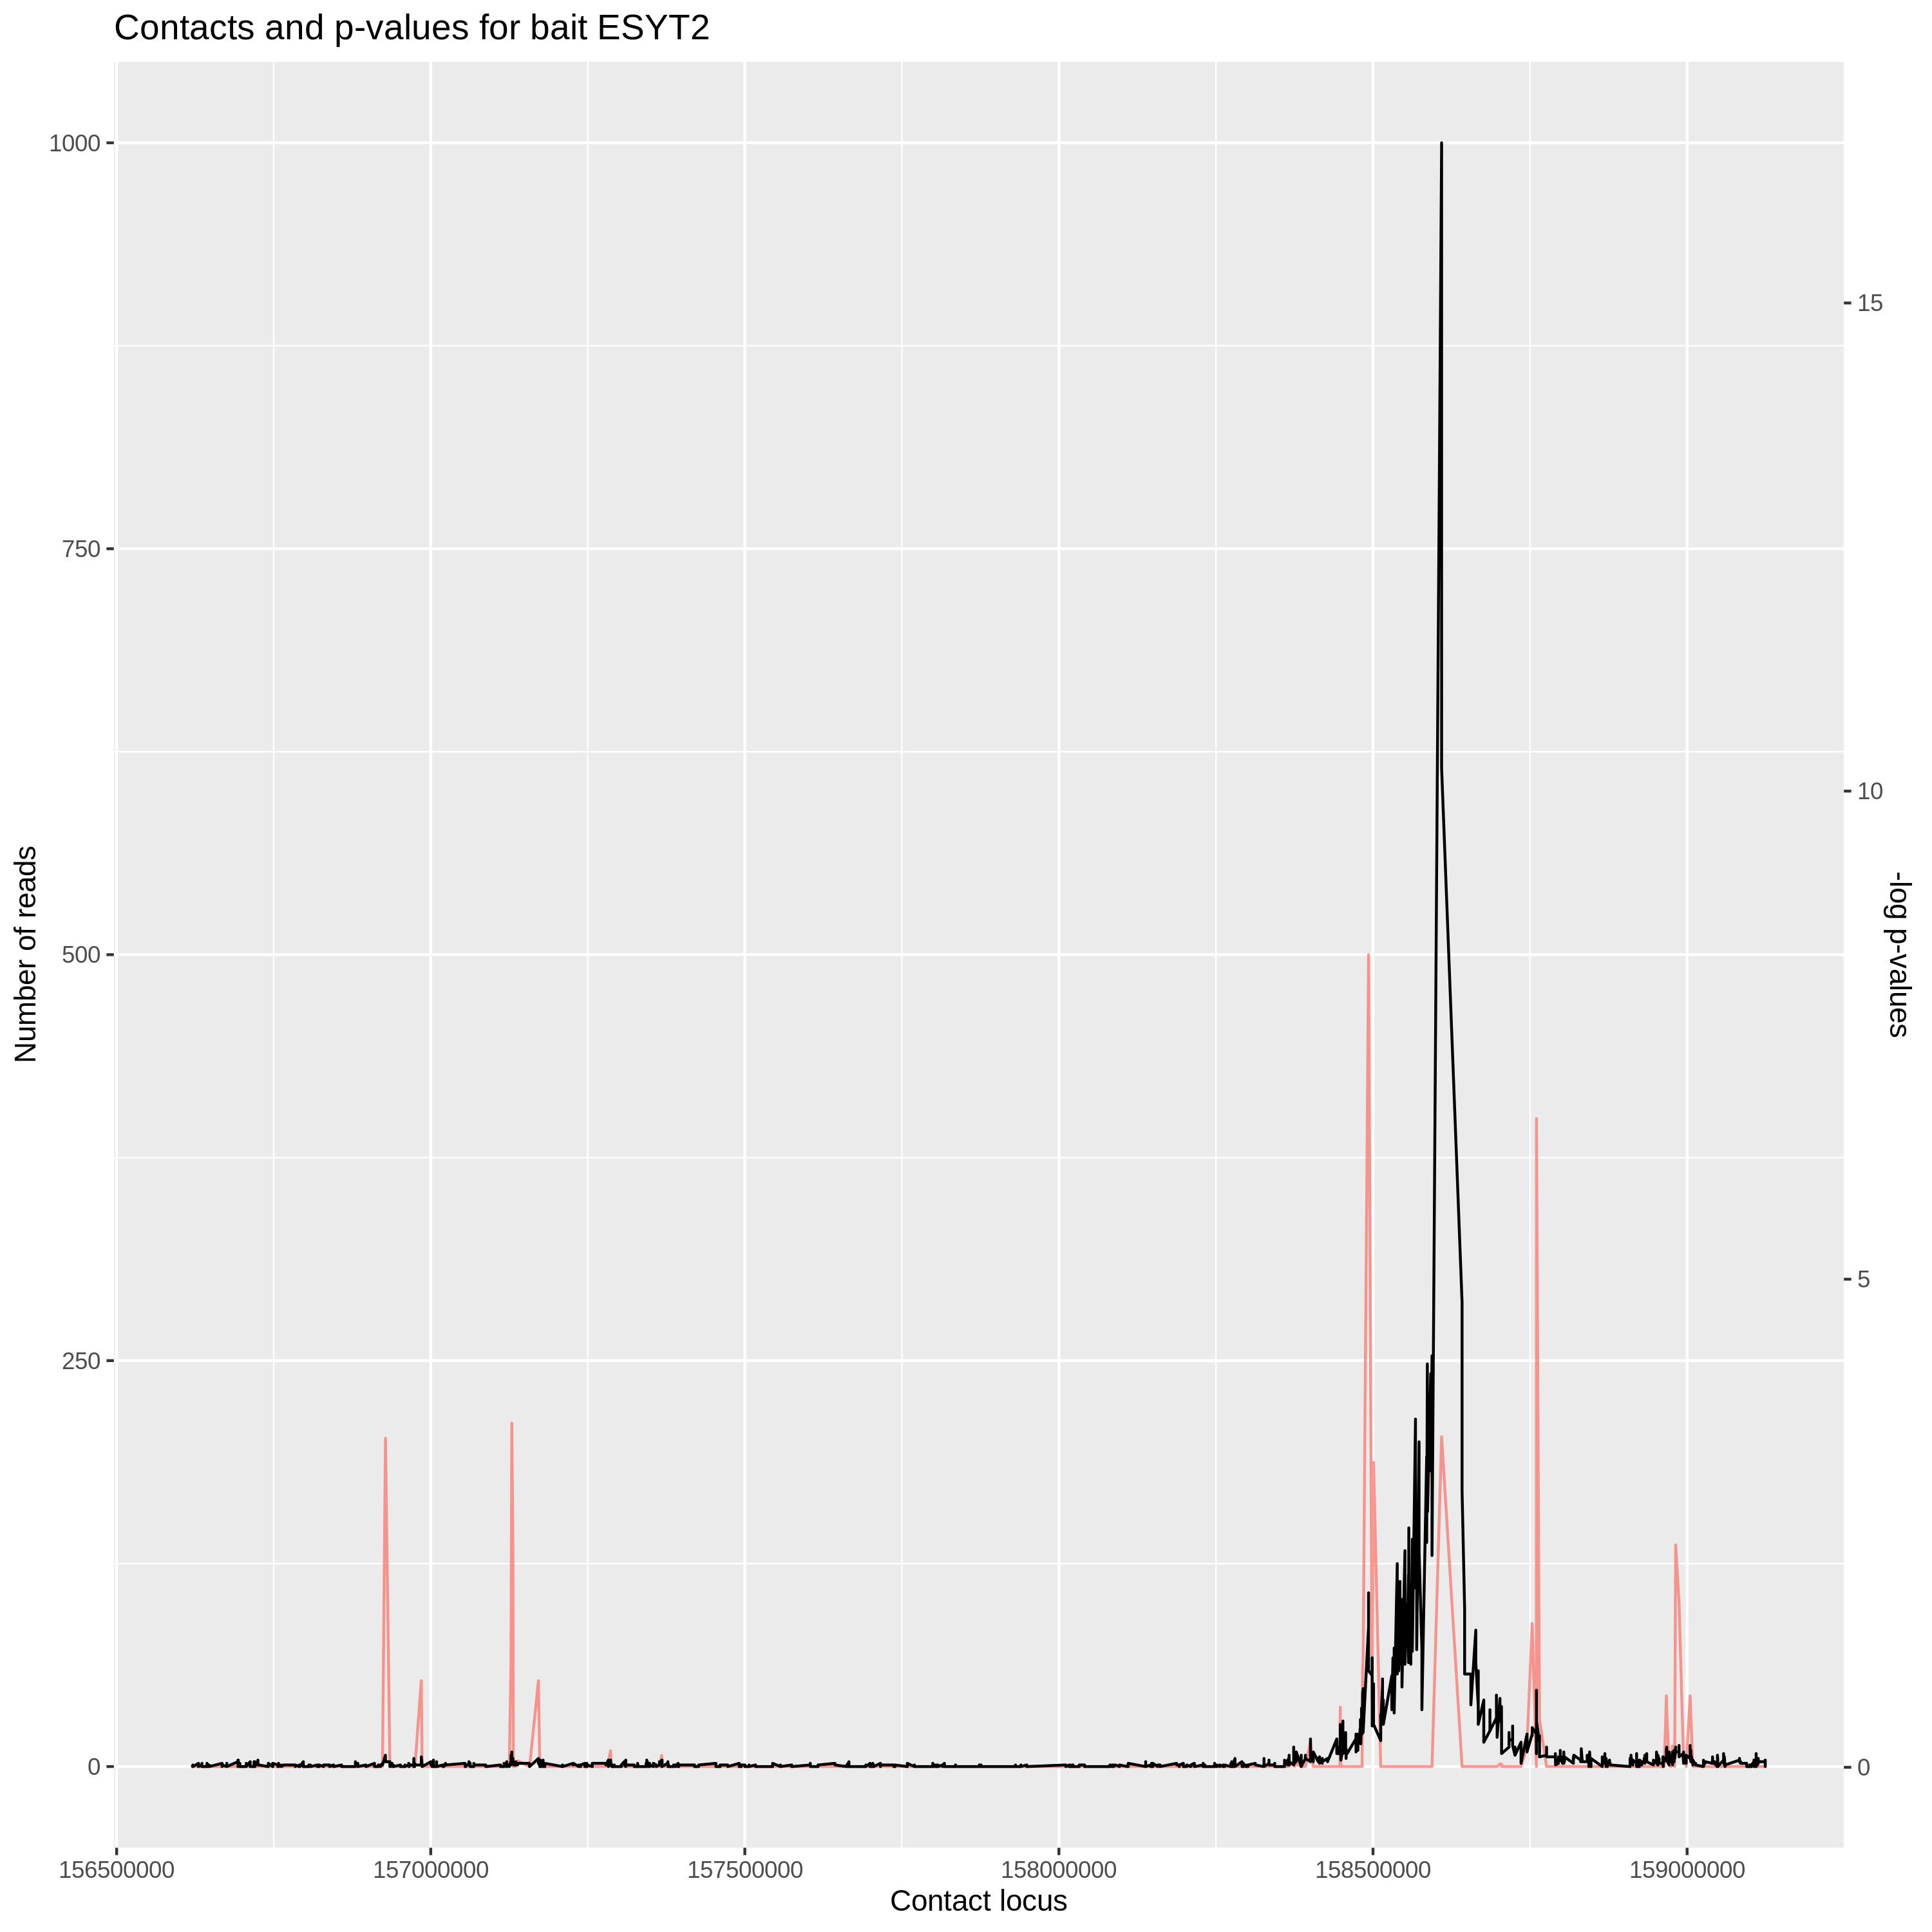 Contacts and p-values for bait ESYT2
1000
750
500
250
0
Number of reads
15
10
5
0
-log p-values
156500000 157000000 157500000 158000000 158500000 159000000
Contact locus